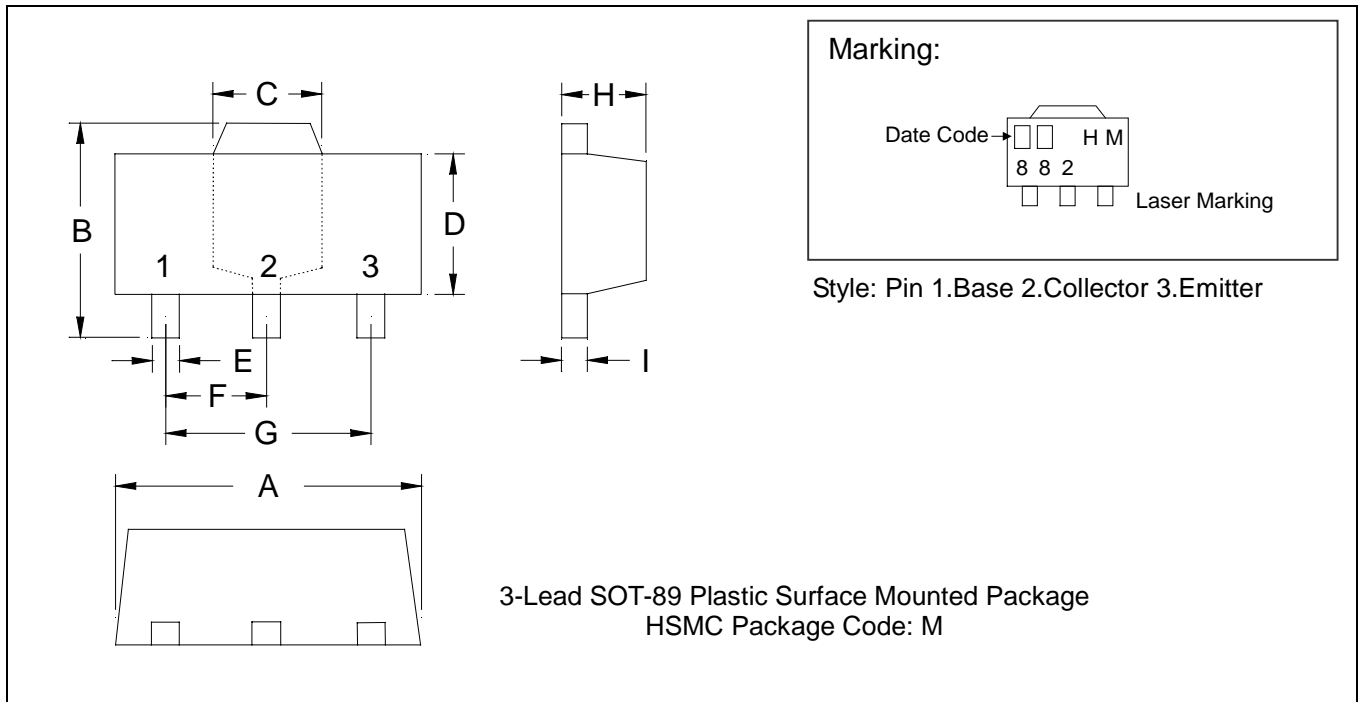 Marking:
Date Code
H M
8 8 2
Laser Marking
Style: Pin 1.Base 2.Collector 3.Emitter
C
H
B
D
1 2 3
E
I
F
G
A
3-Lead SOT-89 Plastic Surface Mounted Package
HSMC Package Code: M